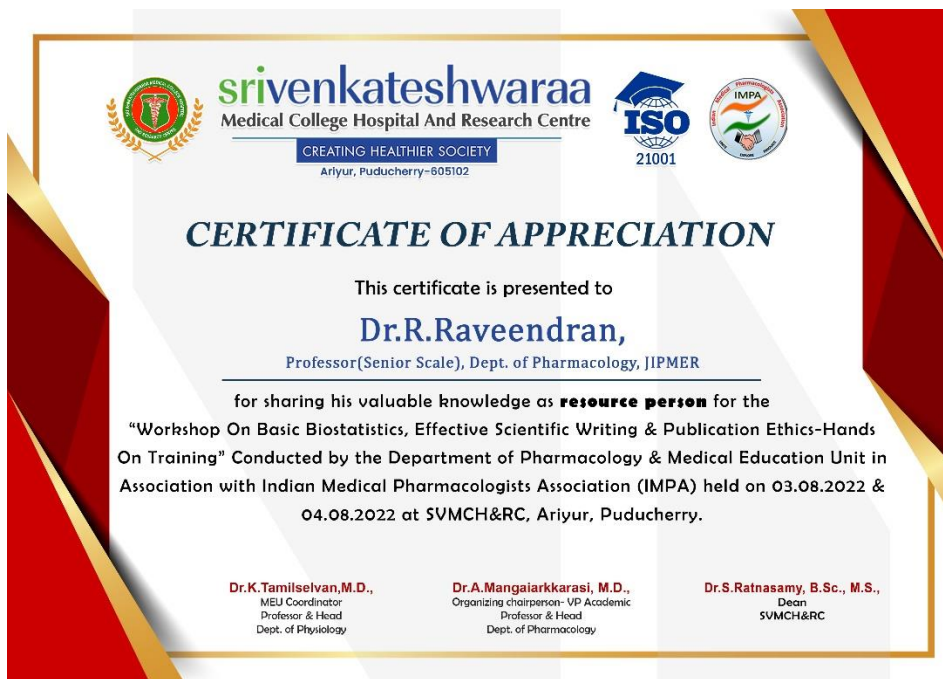 srivenkateshwaraa
Medical College Hospital And Research Centre
CREATING HEALTHIER SOCIETY
Ariyur, Puducherry-605102
ISO
21001
IMPA
Indian Medical Pharmacologists Association
CERTIFICATE OF APPRECIATION
This certificate is presented to
Dr.R.Raveendran,
Professor(Senior Scale), Dept. of Pharmacology, JIPMER
for sharing his valuable knowledge as resource person for the
“Workshop On Basic Biostatistics, Effective Scientific Writing & Publication Ethics-Hands
On Training” Conducted by the Department of Pharmacology & Medical Education Unit in
Association with Indian Medical Pharmacologists Association (IMPA) held on 03.08.2022 &
04.08.2022 at SVMCH&RC, Ariyur, Puducherry.
Dr.K.Tamilselvan,M.D.,
MEU Coordinator
Professor & Head
Dept. of Physiology
Dr.A.Mangaiarkkarasi, M.D.,
Organizing chairperson- VP Academic
Professor & Head
Dept. of Pharmacology
Dr.S.Ratnasamy, B.Sc., M.S.,
Dean
SVMCH&RC